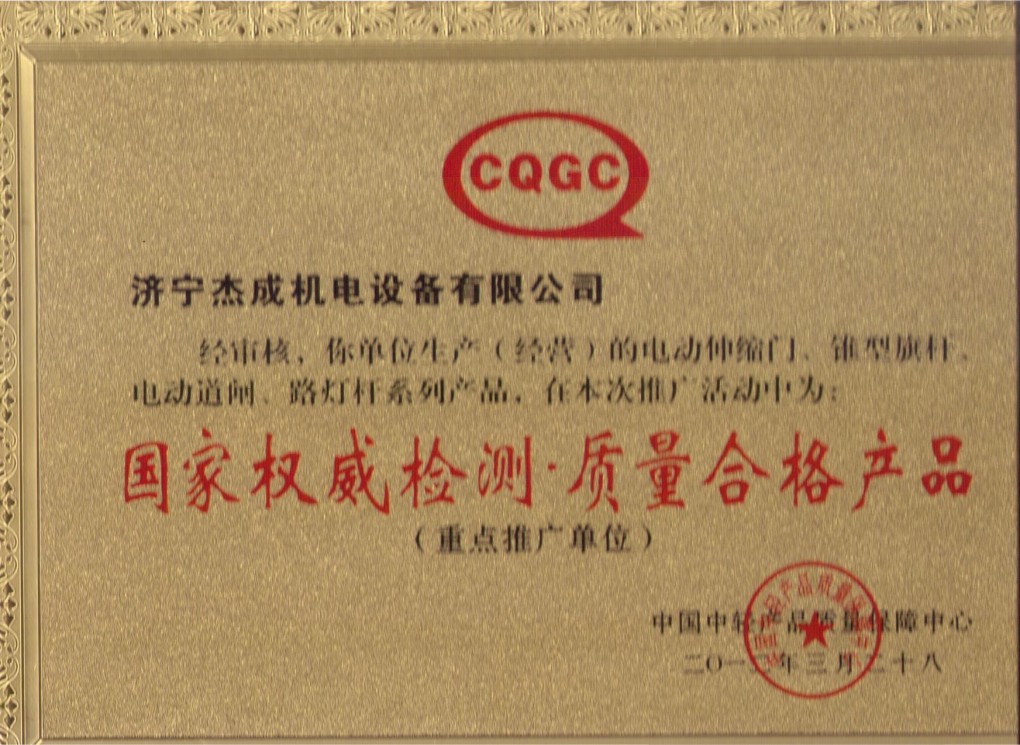 CQGC
济宁杰成机电设备有限公司
经审核，你单位生产（经营）的电动伸缩门、锥型旗杆、
电动道闸、路灯杆系列产品，在本次推广活动中为：
国家权威检测·质量合格产品
（重点推广单位）
中国中轻产品质量保障中心
二〇一二年三月二十八